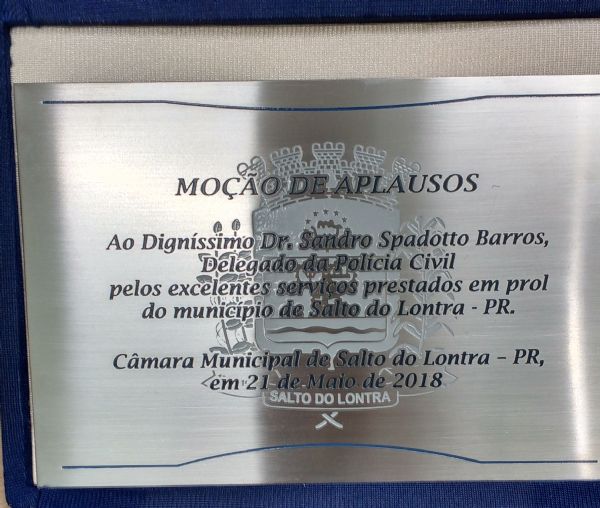 MOÇÃO DE APLAUSOS
Ao Digníssimo Dr. Sandro Spadotto Barros,
Delegado da Polícia Civil
pelos excelentes serviços prestados em prol
do município de Salto do Lontra - PR.
Câmara Municipal de Salto do Lontra – PR,
em 21 de Maio de 2018
SALTO DO LONTRA